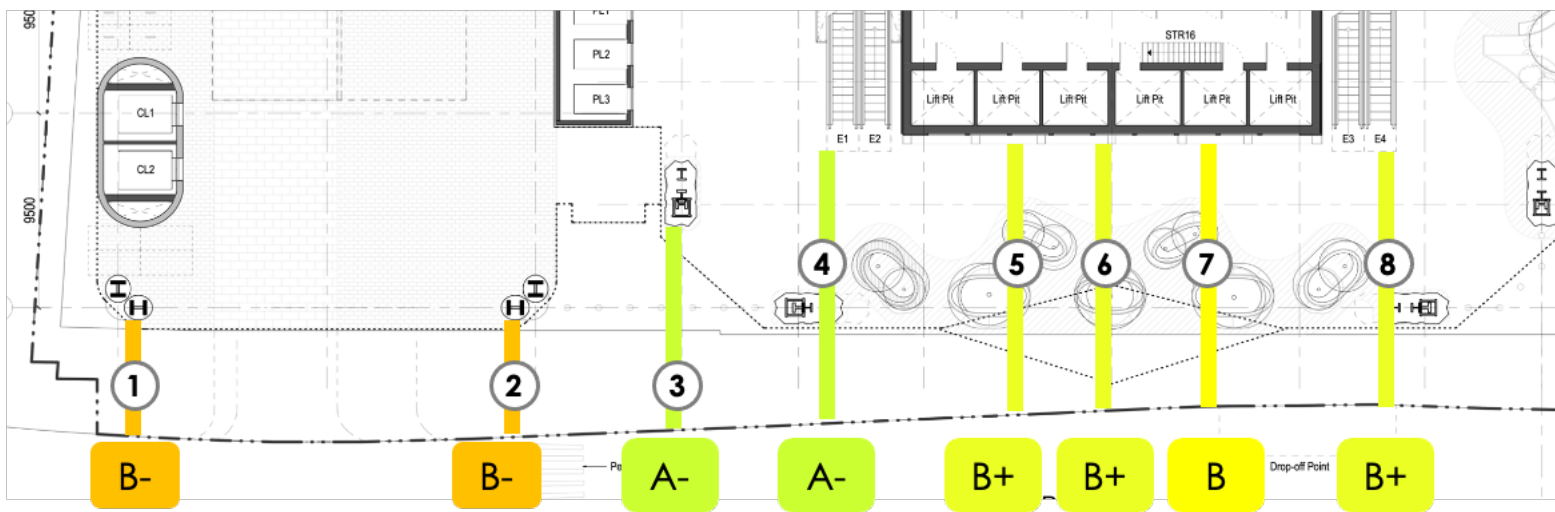 9500
PL1
PL2
PL3
CL1
CL2
9500
STR16
Lift Pit
Lift Pit
Lift Pit
Lift Pit
Lift Pit
Lift Pit
E1
E2
E3
E4
4
5
6
7
8
1
2
3
B-
B-
A-
A-
B+
B+
B
Drop-off Point
B+